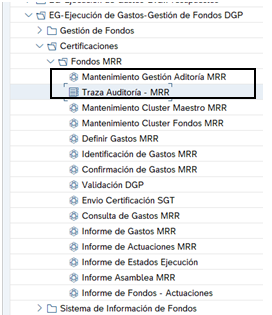 EG-Ejecución de Gastos-Gestión de Fondos DGP
Gestión de Fondos
Certificaciones
Fondos MRR
Mantenimiento Gestión Aditoría MRR
Traza Auditoría - MRR
Mantenimiento Cluster Maestro MRR
Mantenimiento Cluster Fondos MRR
Definir Gastos MRR
Identificación de Gastos MRR
Confirmación de Gastos MRR
Validación DGP
Envio Certificación SGT
Consulta de Gastos MRR
Informe de Gastos MRR
Informe de Actuaciones MRR
Informe de Estados Ejecución
Informe Asamblea MRR
Informe de Fondos - Actuaciones
Sistema de Información de Fondos